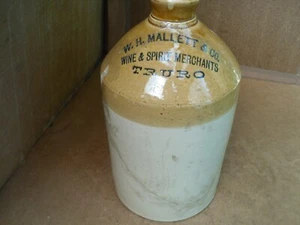 W. H. MALLETT & CO.
WINE & SPIRIT MERCHANTS
TRURO